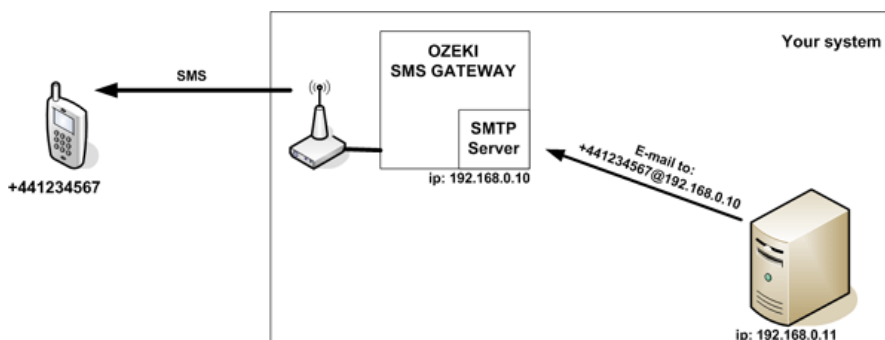 OZEKI
SMS GATEWAY
Your system
SMS
SMTP
Server
E-mail to:
+441234567@192.168.0.10
ip: 192.168.0.10
+441234567
ip: 192.168.0.11